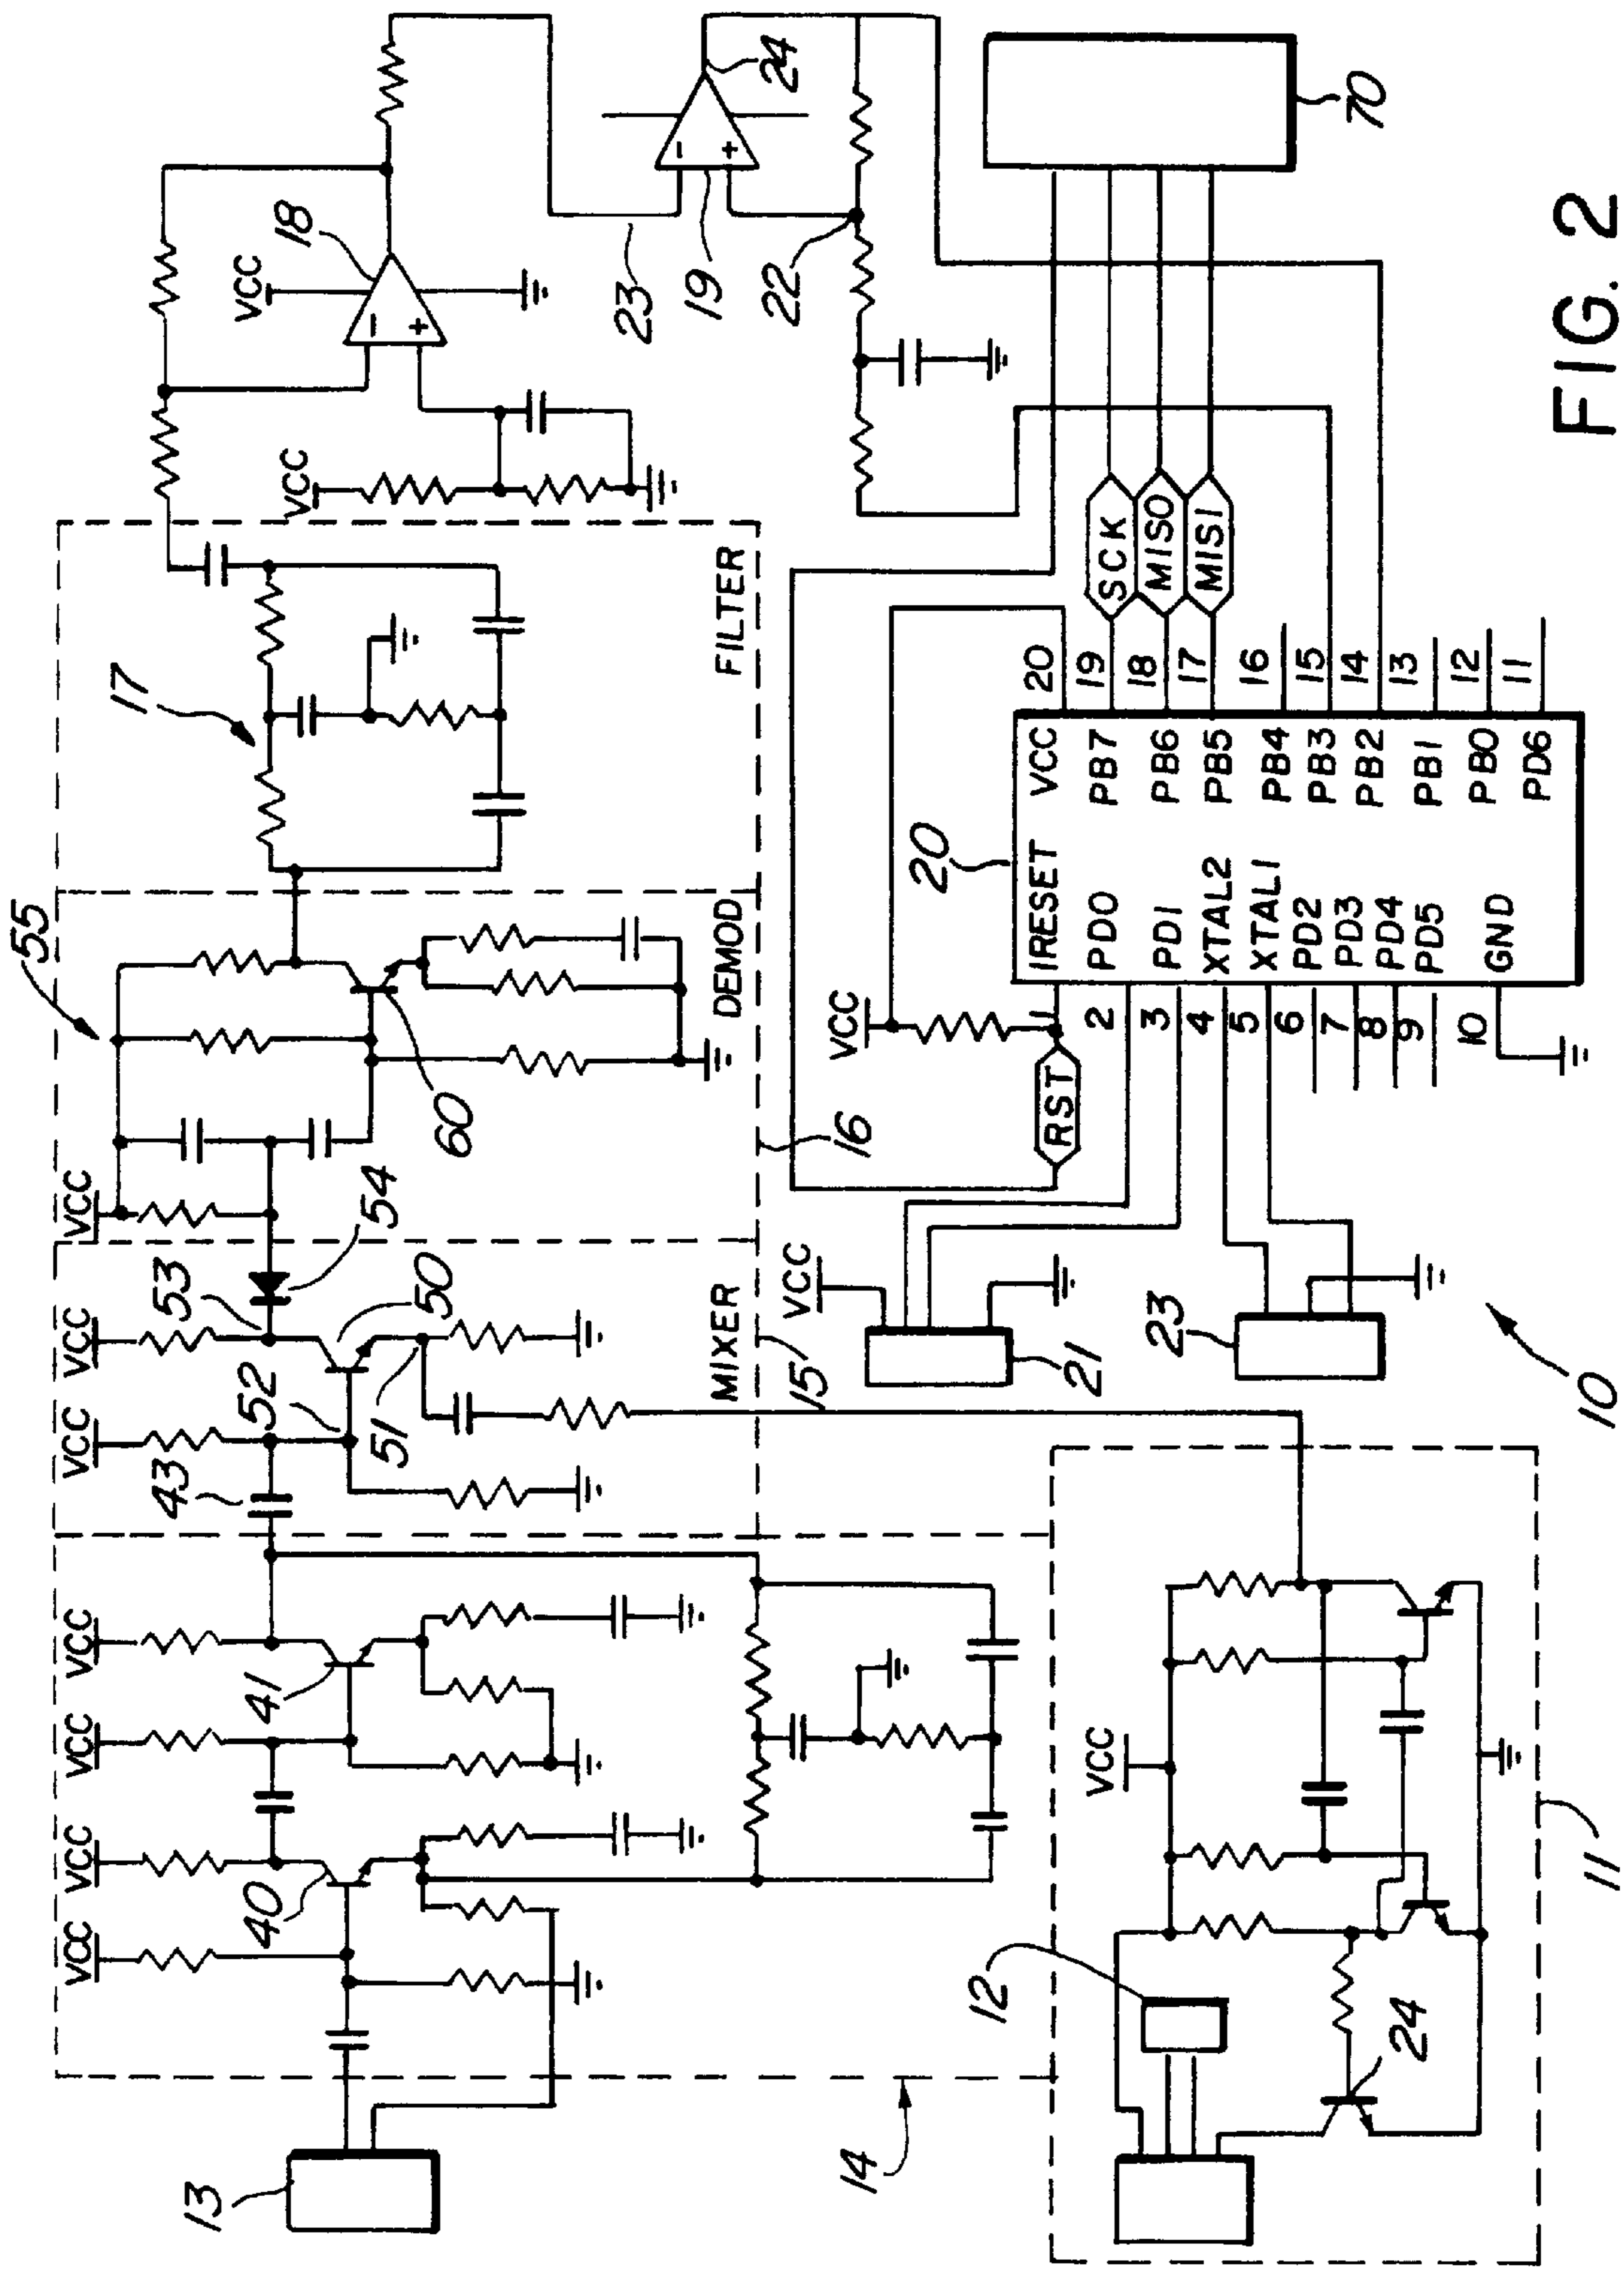 55
VCC VCC VCC VCC VCC VCC VCC
17
13 43 53
40 41 52 VCC 18
- +
VCC
51 50 54
60
23
19
- +
24
22
MIXER DEMOD FILTER
15
16
14
VCC
VCC
21
20
12
VCC
23
RST
SCK
MISO
MISI
70
1 IRESET VCC 20
2 PD0 PB7 19
3 PD1 PB6 18
4 XTAL2 PB5 17
5 XTAL1 PB4 16
6 PD2 PB3 15
7 PD3 PB2 14
8 PD4 PB1 13
9 PD5 PB0 12
10 GND PD6 11
24
11
10
FIG. 2